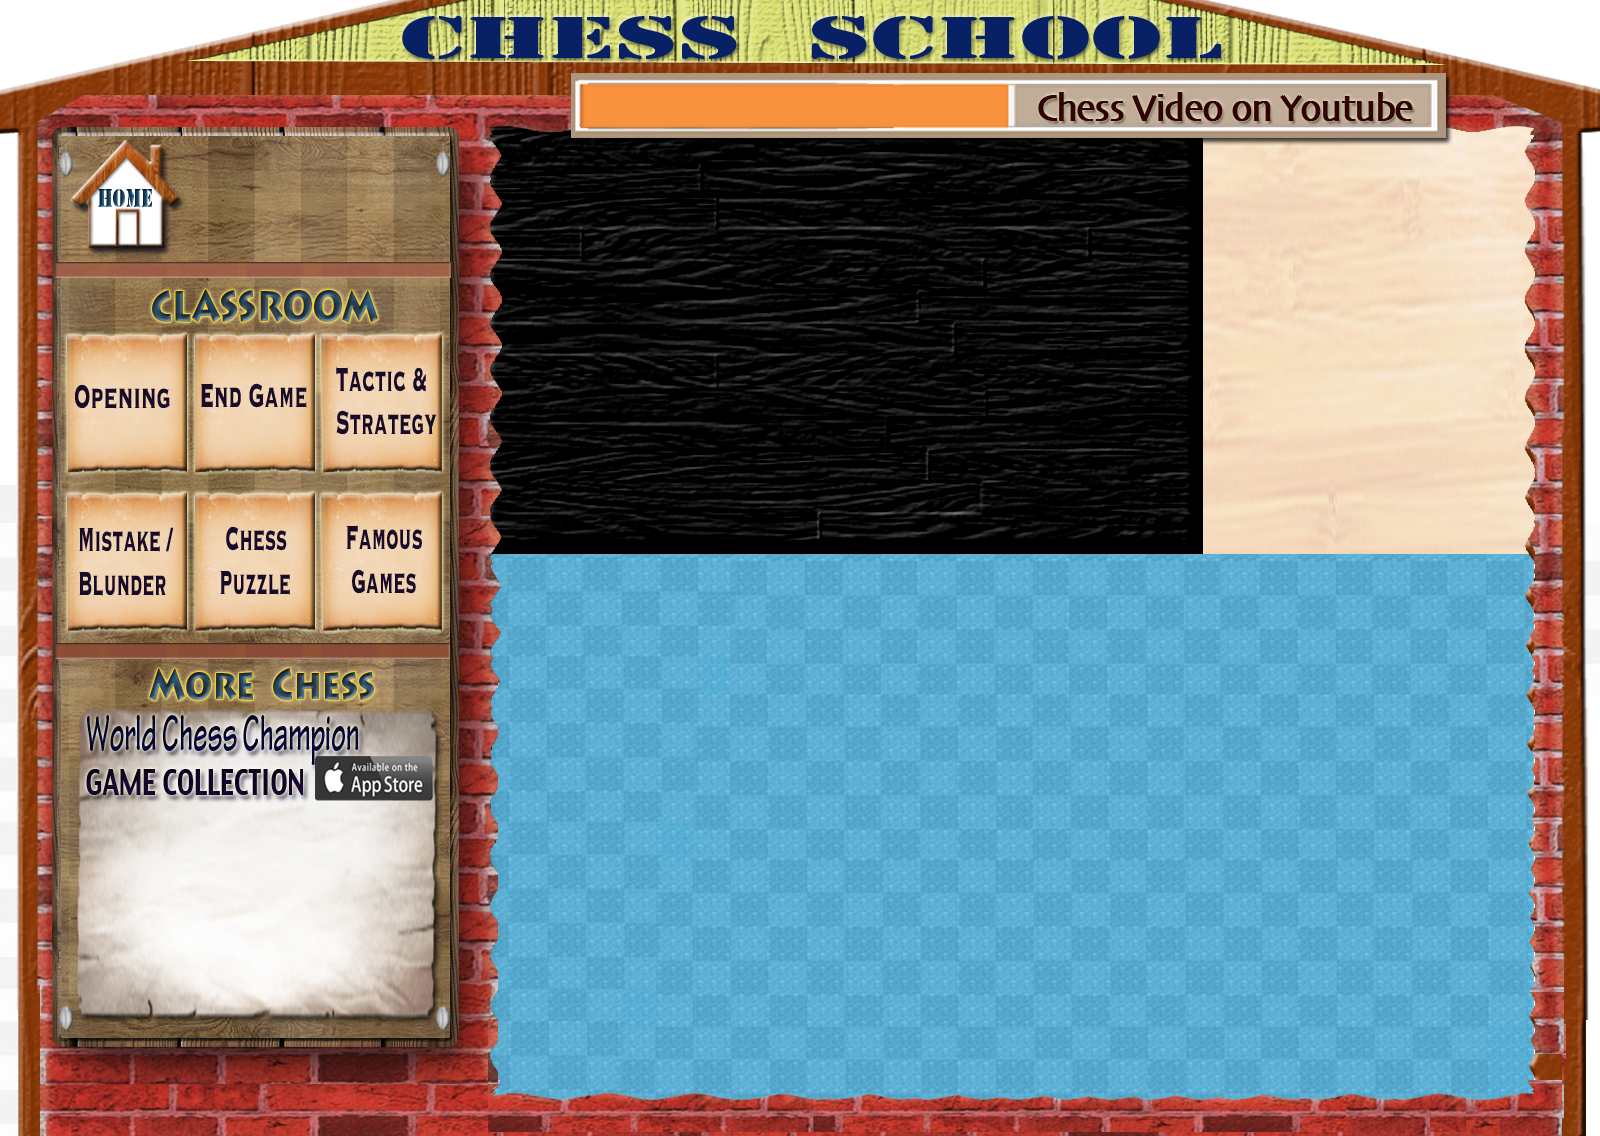 CHESS SCHOOL
Chess Video on Youtube
HOME
CLASSROOM
OPENING
END GAME
TACTIC &
STRATEGY
MISTAKE /
BLUNDER
CHESS
PUZZLE
FAMOUS
GAMES
MORE CHESS
World Chess Champion
GAME COLLECTION
Available on the
App Store